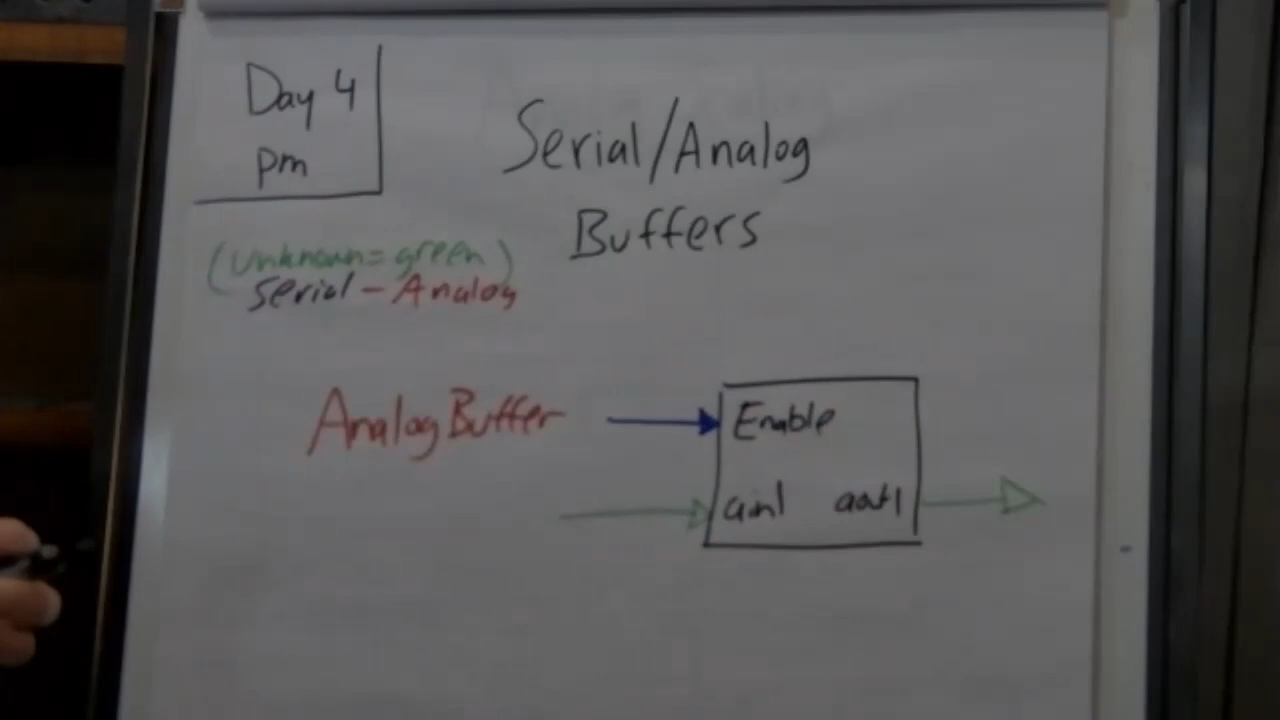 Day 4
pm
Serial/Analog
Buffers
(unknown=green)
Serial - Analog
Analog Buffer
Enable
ain1 aout1